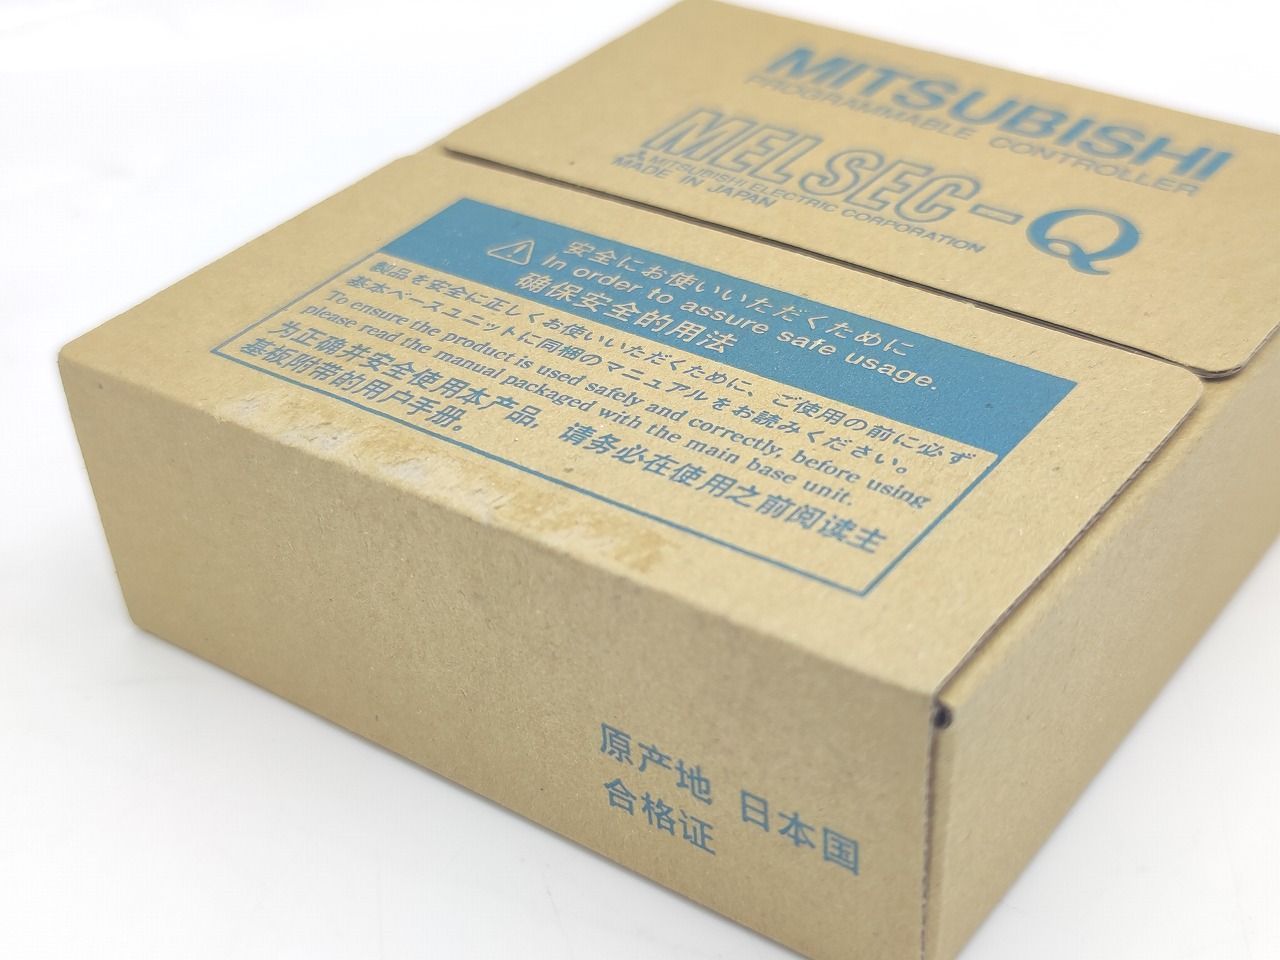 MITSUBISHI
PROGRAMMABLE CONTROLLER
MELSEC-Q
MITSUBISHI ELECTRIC CORPORATION
MADE IN JAPAN
安全にお使いいただくために
In order to assure safe usage.
确保安全的用法
製品を安全に正しくお使いいただくために、ご使用の前に必ず
基本ベースユニットに同梱のマニュアルをお読みください。
To ensure the product is used safely and correctly, before using
please read the manual packaged with the main base unit.
为正确并安全使用本产品，请务必在使用之前阅读主
基板附带的用户手册。
原产地 日本国
合格证